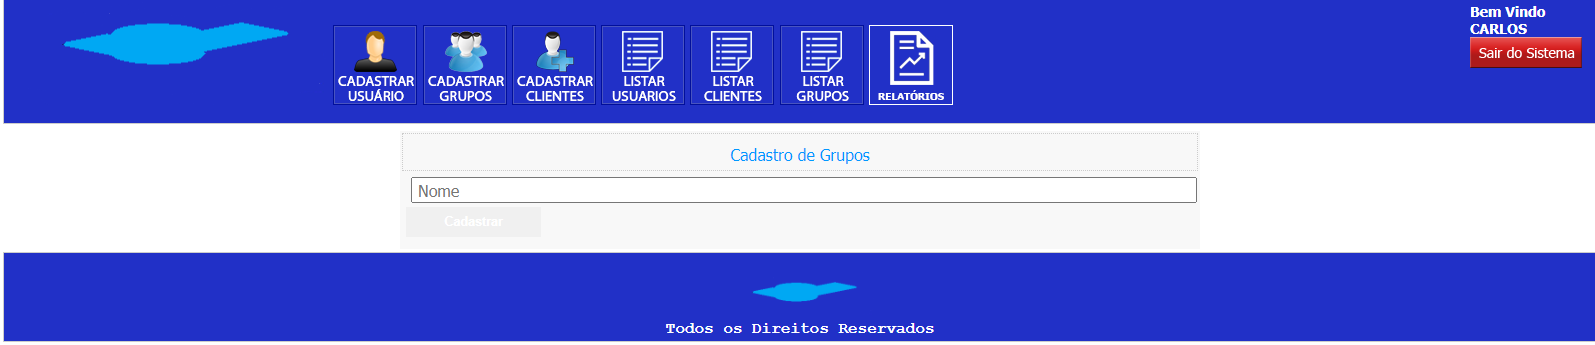 Bem Vindo
CARLOS
Sair do Sistema
CADASTRAR
USUÁRIO
CADASTRAR
GRUPOS
CADASTRAR
CLIENTES
LISTAR
USUARIOS
LISTAR
CLIENTES
LISTAR
GRUPOS
RELATÓRIOS
Cadastro de Grupos
Nome
Cadastrar
Todos os Direitos Reservados